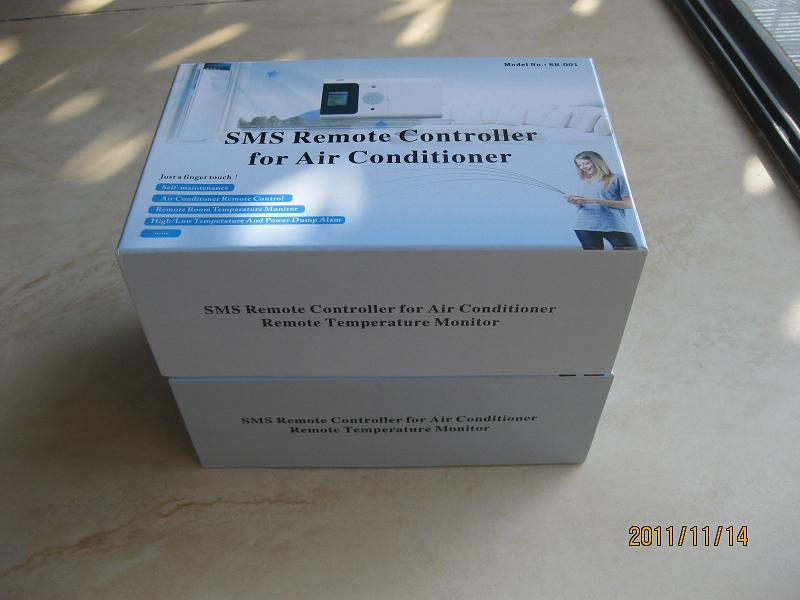 Model No.: SR-001
SMS Remote Controller
for Air Conditioner
Just a finger touch !
Self-maintenance
Air Conditoner Remote Control
Remote Room Temperature Monitor
High/Low Temperature And Power Dump Alam
......
SMS Remote Controller for Air Conditioner
Remote Temperature Monitor
SMS Remote Controller for Air Conditioner
Remote Temperature Monitor
2011/11/14